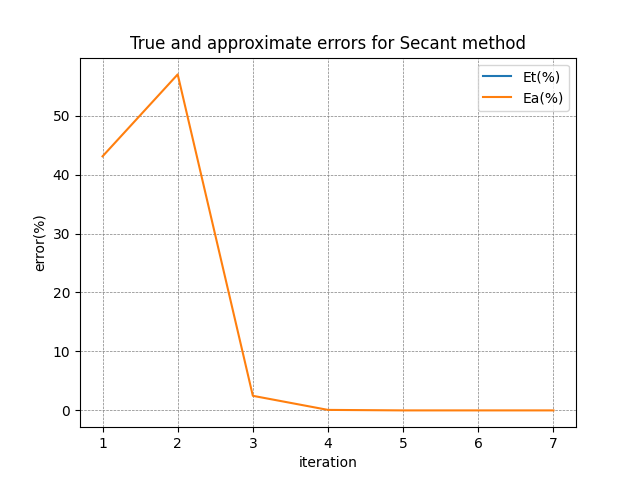 True and approximate errors for Secant method
Et(%)
Ea(%)
50
40
30
20
10
0
error(%)
1 2 3 4 5 6 7
iteration